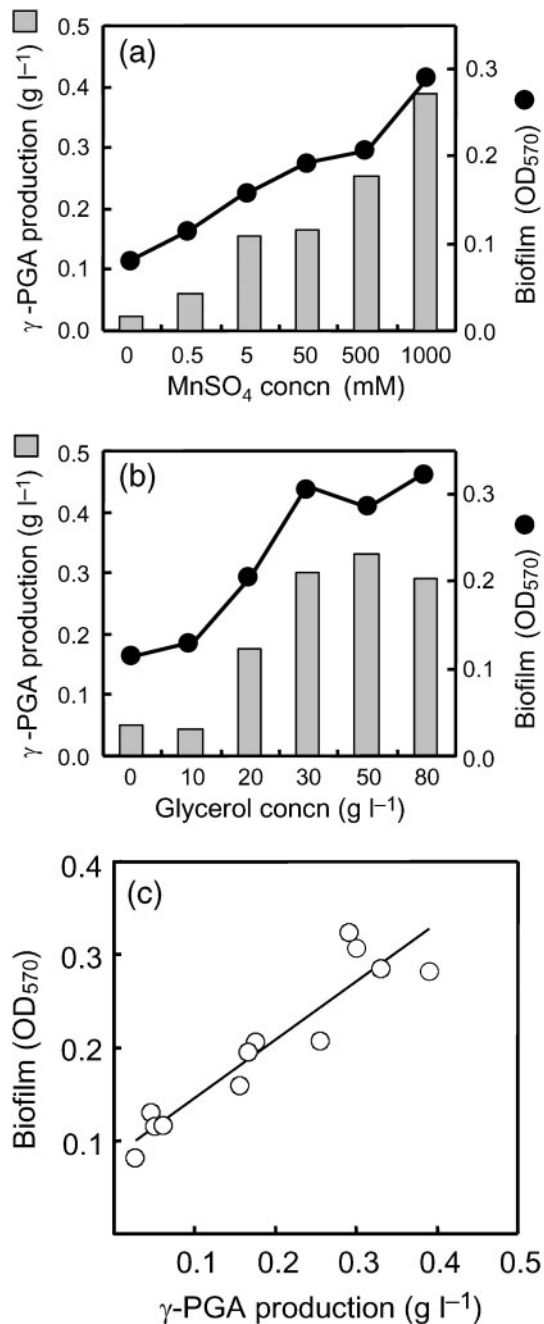 (a)
γ-PGA production (g l⁻¹)
0.5
0.4
0.3
0.2
0.1
0.0
0.3
0.2
0.1
0.0
Biofilm (OD₅₇₀)
0 0.5 5 50 500 1000
MnSO₄ concn (mM)
(b)
γ-PGA production (g l⁻¹)
0.5
0.4
0.3
0.2
0.1
0.0
0.3
0.2
0.1
0.0
Biofilm (OD₅₇₀)
0 10 20 30 50 80
Glycerol concn (g l⁻¹)
(c)
Biofilm (OD₅₇₀)
0.4
0.3
0.2
0.1
0.1 0.2 0.3 0.4 0.5
γ-PGA production (g l⁻¹)